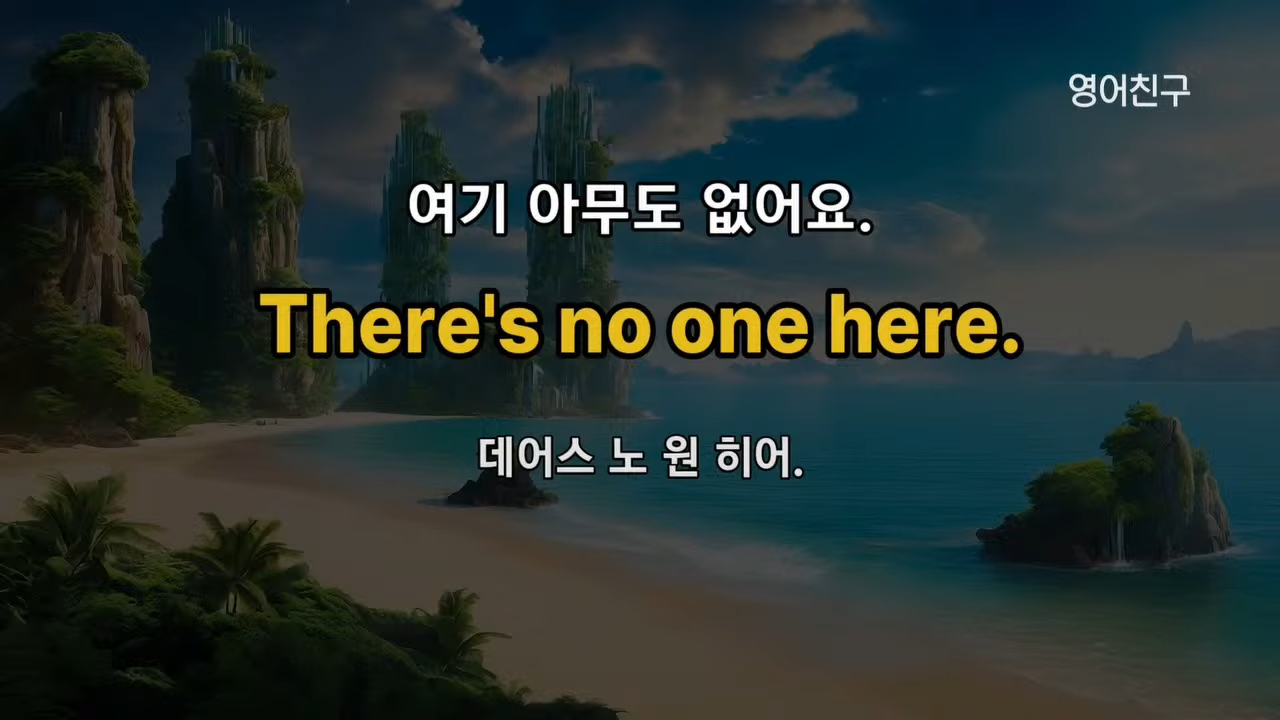 영어친구
여기 아무도 없어요.
There's no one here.
데어스 노 원 히어.